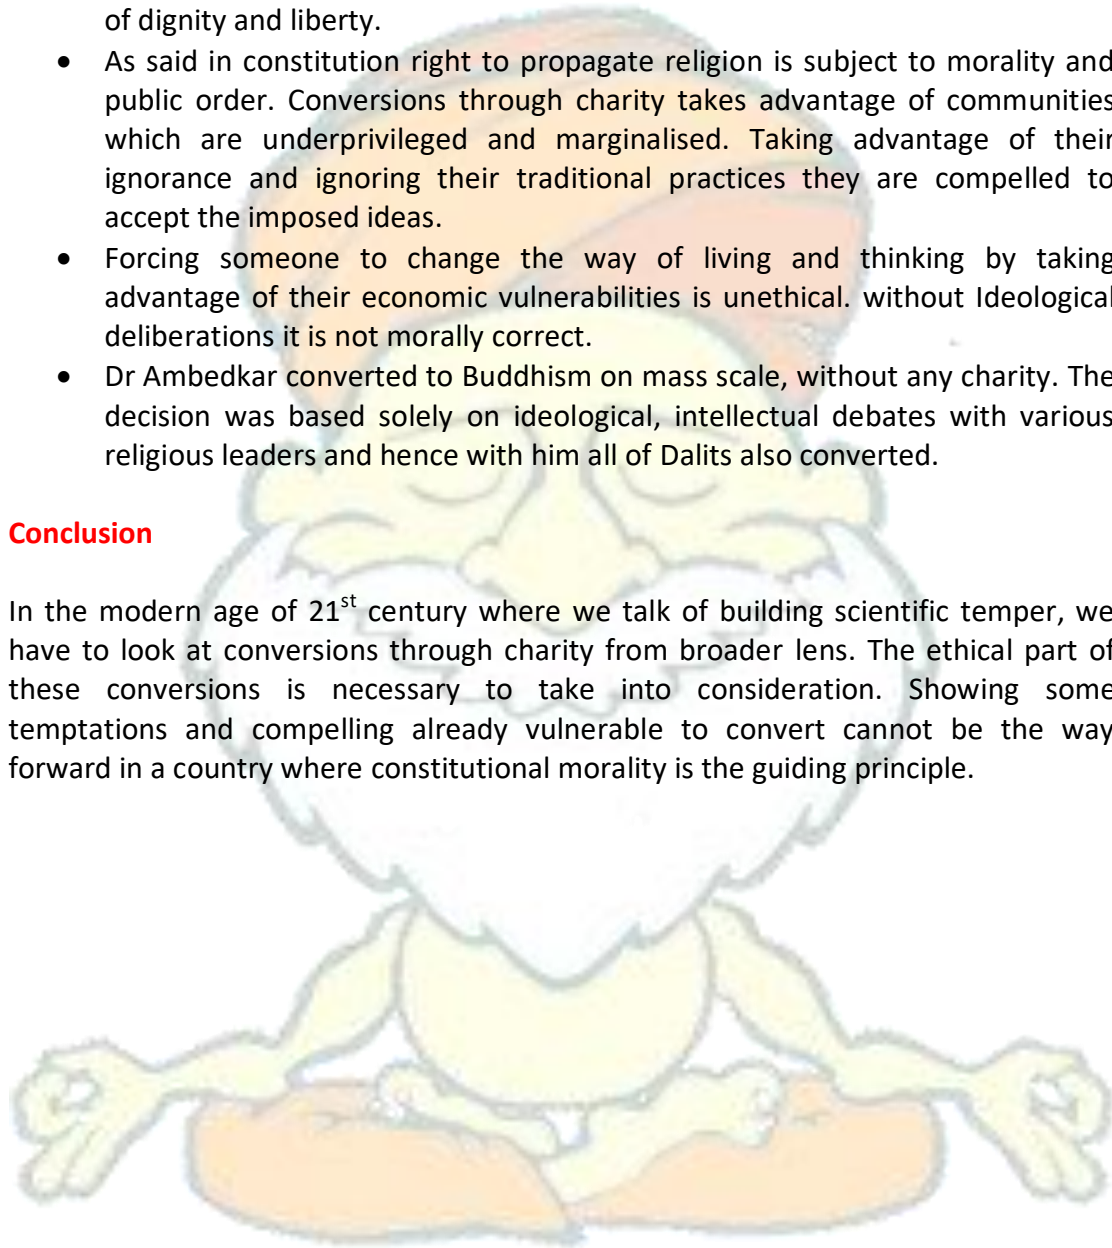 of dignity and liberty.
• As said in constitution right to propagate religion is subject to morality and
public order. Conversions through charity takes advantage of communities
which are underprivileged and marginalised. Taking advantage of their
ignorance and ignoring their traditional practices they are compelled to
accept the imposed ideas.
• Forcing someone to change the way of living and thinking by taking
advantage of their economic vulnerabilities is unethical. without Ideological
deliberations it is not morally correct.
• Dr Ambedkar converted to Buddhism on mass scale, without any charity. The
decision was based solely on ideological, intellectual debates with various
religious leaders and hence with him all of Dalits also converted.
Conclusion
In the modern age of 21st century where we talk of building scientific temper, we
have to look at conversions through charity from broader lens. The ethical part of
these conversions is necessary to take into consideration. Showing some
temptations and compelling already vulnerable to convert cannot be the way
forward in a country where constitutional morality is the guiding principle.